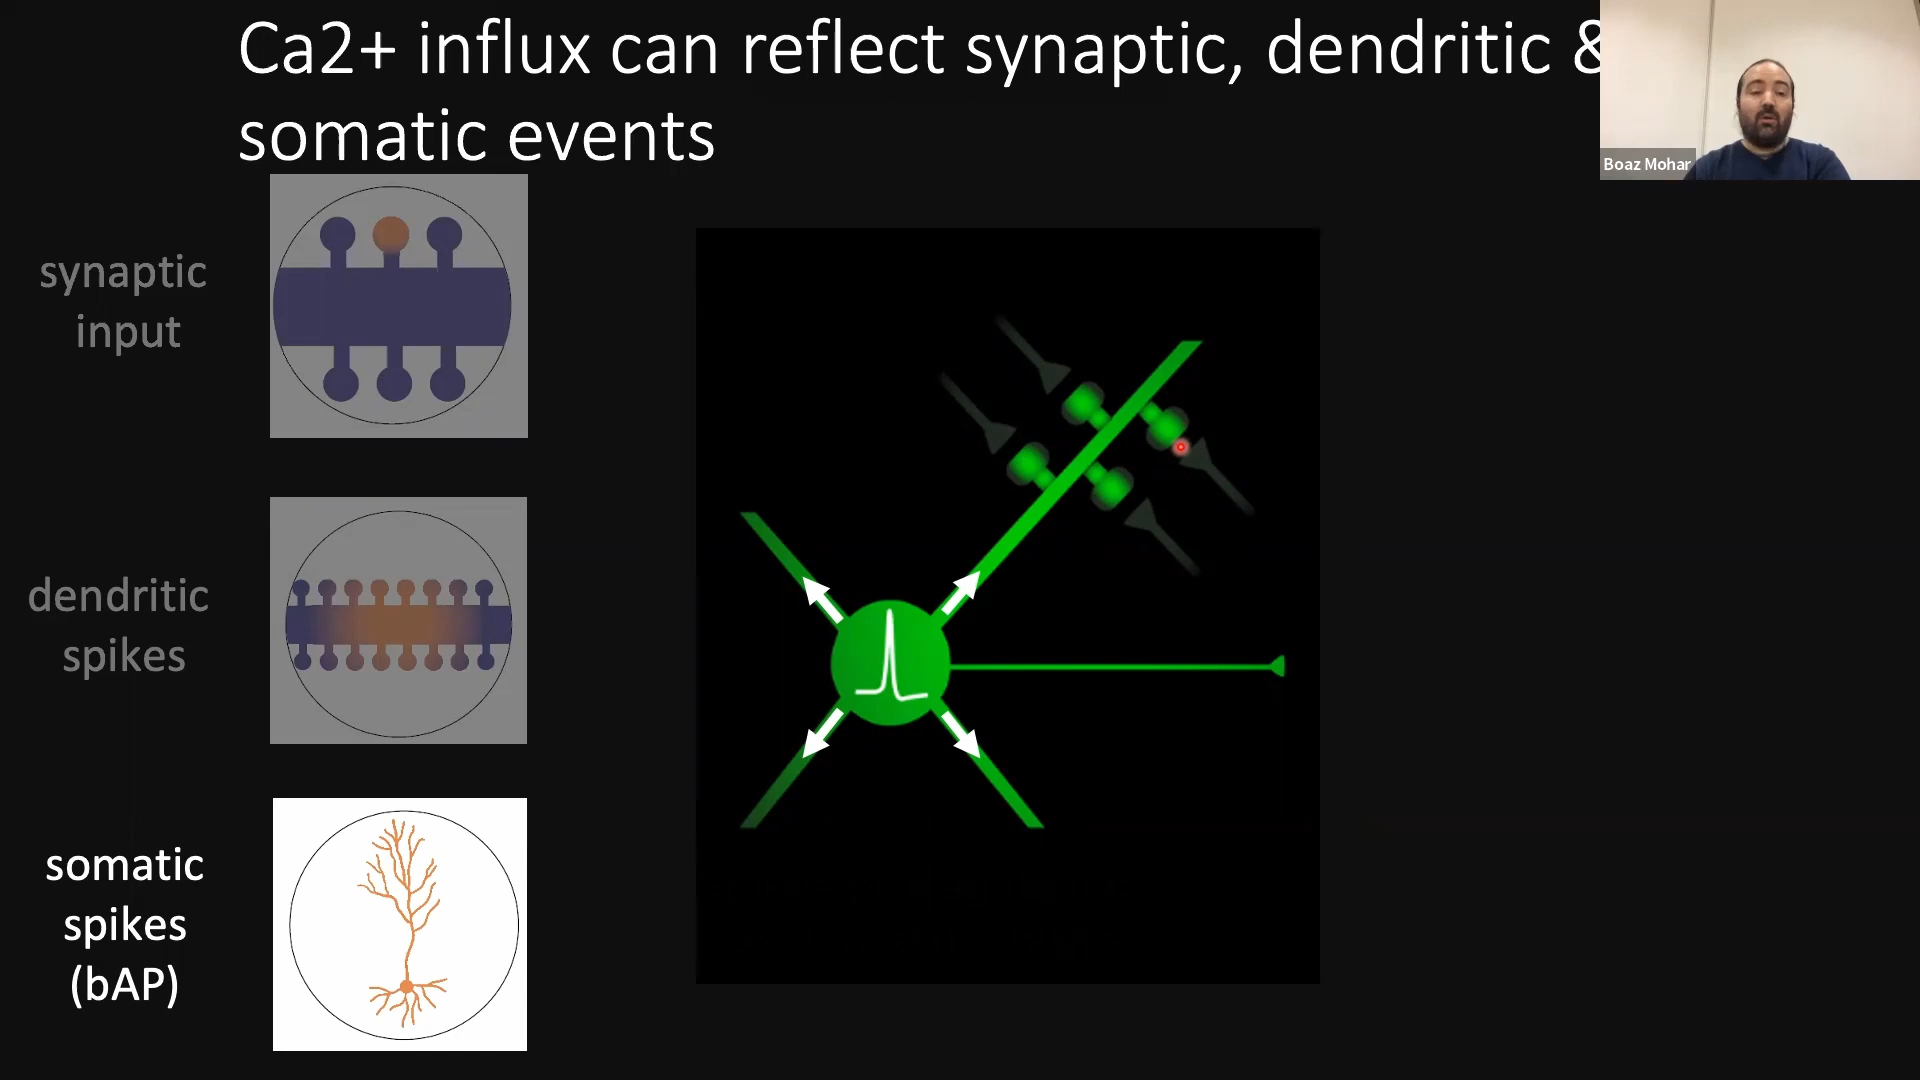 Ca2+ influx can reflect synaptic, dendritic &
somatic events
Boaz Mohar
synaptic
input
dendritic
spikes
somatic
spikes
(bAP)